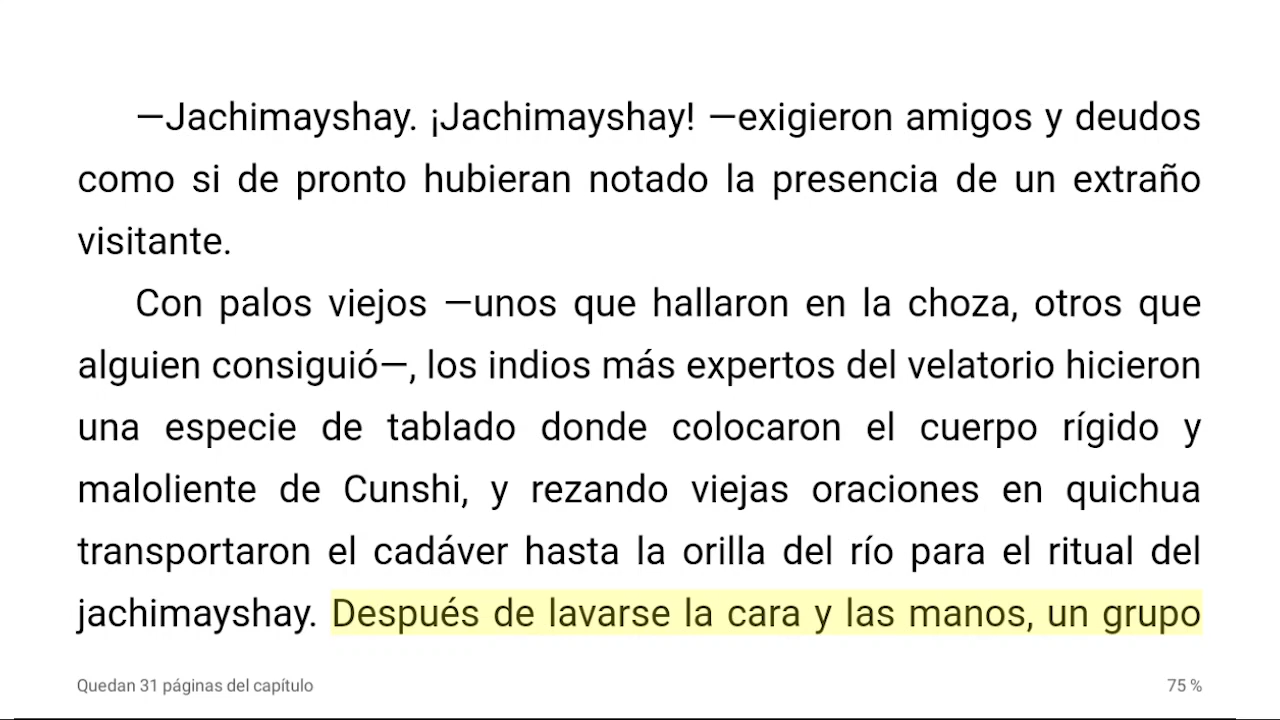 —Jachimayshay. ¡Jachimayshay! —exigieron amigos y deudos
como si de pronto hubieran notado la presencia de un extraño
visitante.
Con palos viejos —unos que hallaron en la choza, otros que
alguien consiguió—, los indios más expertos del velatorio hicieron
una especie de tablado donde colocaron el cuerpo rígido y
maloliente de Cunshi, y rezando viejas oraciones en quichua
transportaron el cadáver hasta la orilla del río para el ritual del
jachimayshay. Después de lavarse la cara y las manos, un grupo
Quedan 31 páginas del capítulo
75 %